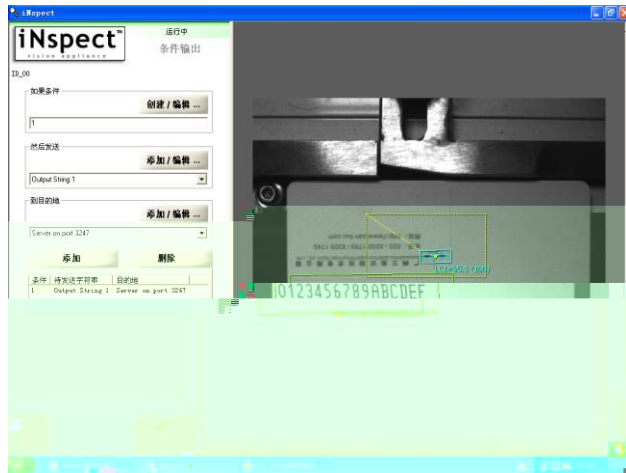 iNspect
iNspect™
vision appliance
运行中
条件输出
ID_00
如果条件
创建 / 编辑 ...
1
然后发送
添加 / 编辑 ...
Output String 1
到目的地
添加 / 编辑 ...
Server on port 3247
添加
删除
条件 待发送字符串 目的地
1 Output String 1 Server on port 3247
0123456789ABCDEF